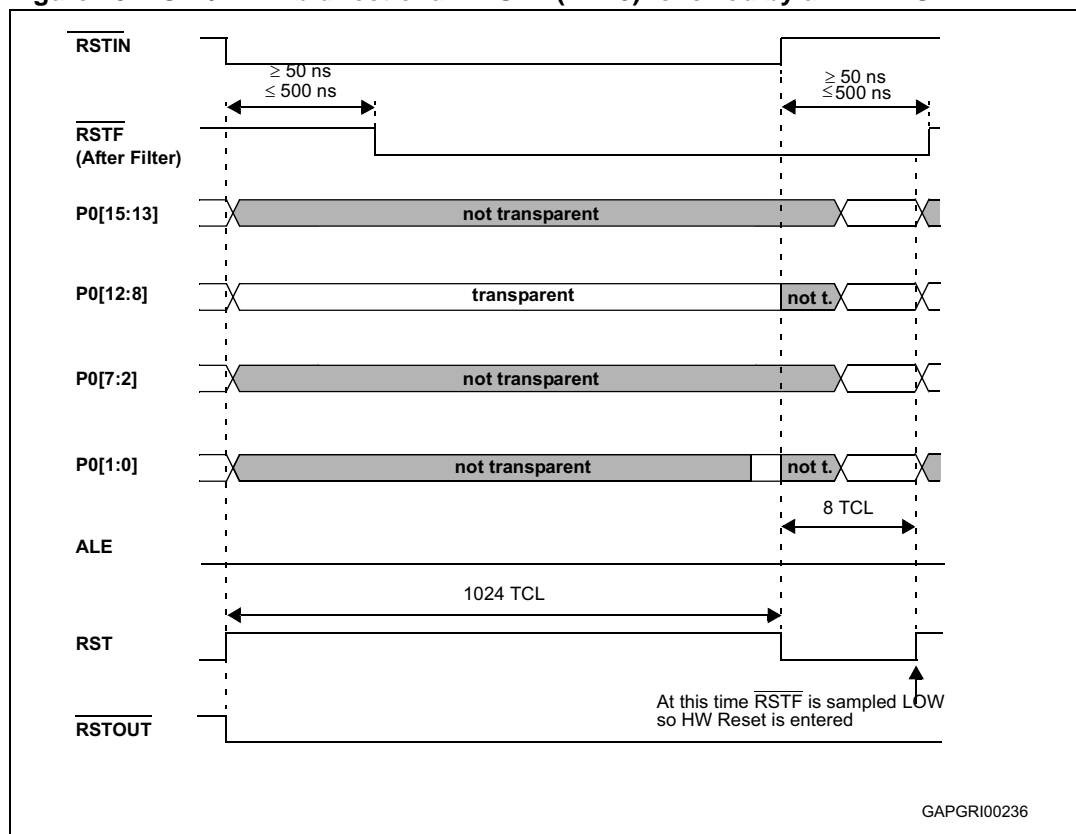 RSTIN
≥ 50 ns
≤ 500 ns
≥ 50 ns
≤500 ns
RSTF
(After Filter)
P0[15:13]
not transparent
P0[12:8]
transparent
not t.
P0[7:2]
not transparent
P0[1:0]
not transparent
not t.
8 TCL
ALE
1024 TCL
RST
At this time RSTF is sampled LOW
so HW Reset is entered
RSTOUT
GAPGRI00236